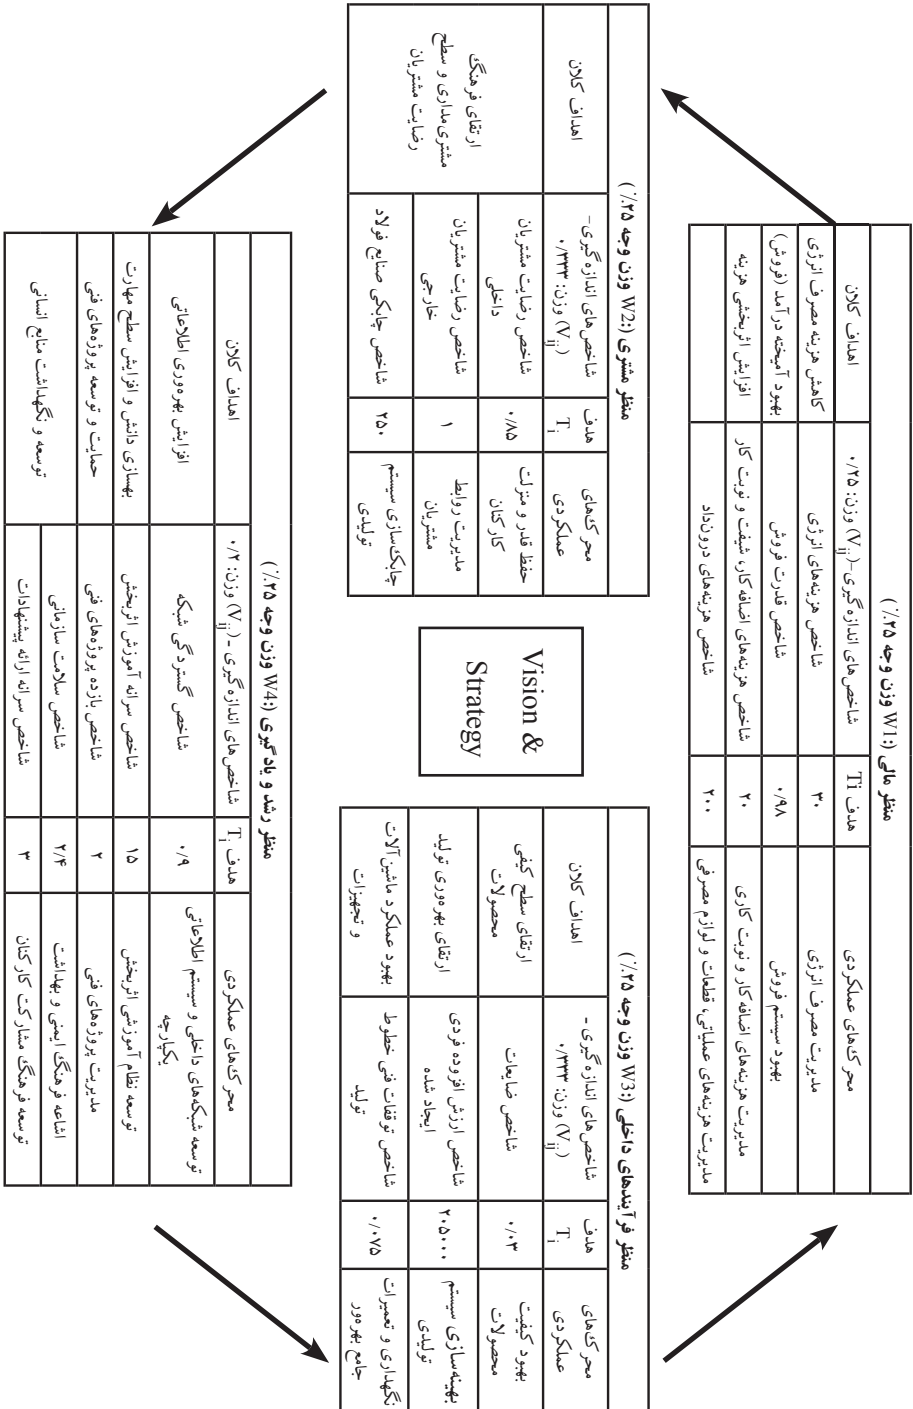 منظر مالی (W1: وزن وجه ۲۵٪)
اهداف کلان
شاخص‌های اندازه گیری-(Vij) وزن: ۰/۲۵
هدف Ti
محرک‌های عملکردی
کاهش هزینه مصرف انرژی
شاخص هزینه‌های انرژی
۳۰
مدیریت مصرف انرژی
بهبود آمیخته درآمد (فروش)
شاخص قدرت فروش
۰/۹۸
بهبود سیستم فروش
افزایش اثربخشی هزینه
شاخص هزینه‌های اضافه‌کار، شیفت و نوبت کار
۲۰
مدیریت هزینه‌های اضافه‌کار و نوبت کاری
شاخص هزینه‌های درون‌داد
۲۰۰
مدیریت هزینه‌های عملیاتی، قطعات و لوازم مصرفی
منظر مشتری (W2: وزن وجه ۲۵٪)
اهداف کلان
شاخص‌های اندازه گیری-
(Vij) وزن: ۰/۳۳۳
هدف
Ti
محرک‌های
عملکردی
ارتقای فرهنگ
مشتری‌مداری و سطح
رضایت مشتریان
شاخص رضایت مشتریان
داخلی
۰/۸۵
حفظ قدر و منزلت
کارکنان
شاخص رضایت مشتریان
خارجی
۱
مدیریت روابط
مشتریان
شاخص چابکی صنایع فولاد
۲۵۰
چابک‌سازی سیستم
تولیدی
Vision &
Strategy
منظر فرآیندهای داخلی (W3: وزن وجه ۲۵٪)
اهداف کلان
شاخص‌های اندازه گیری -
(Vij) وزن: ۰/۳۳۳
هدف
Ti
محرک‌های
عملکردی
ارتقای سطح کیفی
محصولات
شاخص ضایعات
۰/۰۳
بهبود کیفیت
محصولات
ارتقای بهره‌وری تولید
شاخص ارزش افزوده فردی
ایجاد شده
۲۰۵۰۰۰
بهینه‌سازی سیستم
تولیدی
بهبود عملکرد ماشین‌آلات
و تجهیزات
شاخص توقفات فنی خطوط
تولید
۰/۰۷۵
نگهداری و تعمیرات
جامع بهره‌ور
منظر رشد و یادگیری (W4: وزن وجه ۲۵٪)
اهداف کلان
شاخص‌های اندازه گیری -(Vij) وزن: ۰/۲
هدف Ti
محرک‌های عملکردی
افزایش بهره‌وری اطلاعاتی
شاخص گستردگی شبکه
۰/۹
توسعه شبکه‌های داخلی و سیستم اطلاعاتی
یکپارچه
بهسازی دانش و افزایش سطح مهارت
شاخص سرانه آموزش اثربخش
۱۵
توسعه نظام آموزشی اثربخش
حمایت و توسعه پروژه‌های فنی
شاخص بازده پروژه‌های فنی
۲
مدیریت پروژه‌های فنی
توسعه و نگهداشت منابع انسانی
شاخص سلامت سازمانی
۲/۴
اشاعه فرهنگ ایمنی و بهداشت
شاخص سرانه ارائه پیشنهادات
۳
توسعه فرهنگ مشارکت کارکنان